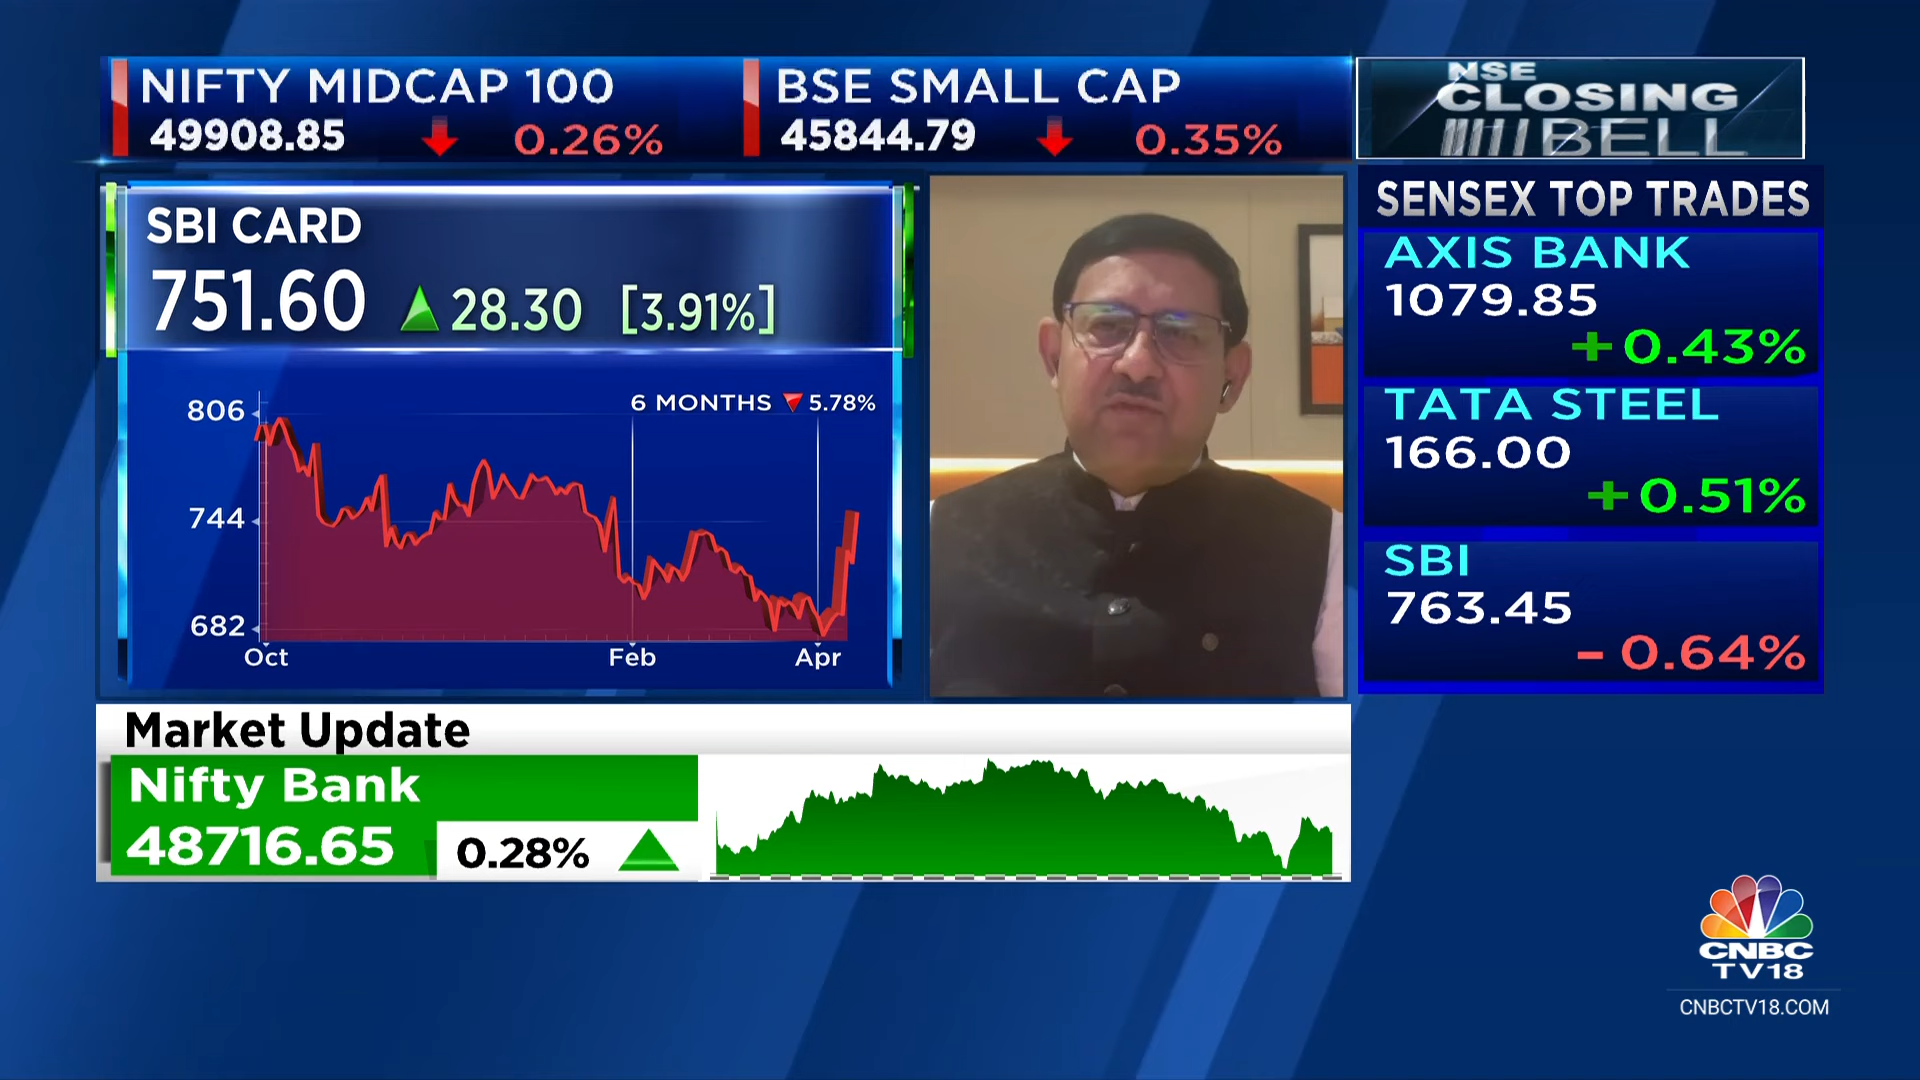 NIFTY MIDCAP 100
49908.85 0.26%
BSE SMALL CAP
45844.79 0.35%
NSE
CLOSING
BELL
SBI CARD
751.60 28.30 [3.91%]
6 MONTHS 5.78%
806
744
682
Oct Feb Apr
SENSEX TOP TRADES
AXIS BANK
1079.85
+0.43%
TATA STEEL
166.00
+0.51%
SBI
763.45
- 0.64%
Market Update
Nifty Bank
48716.65 0.28%
CNBC
TV18
CNBCTV18.COM